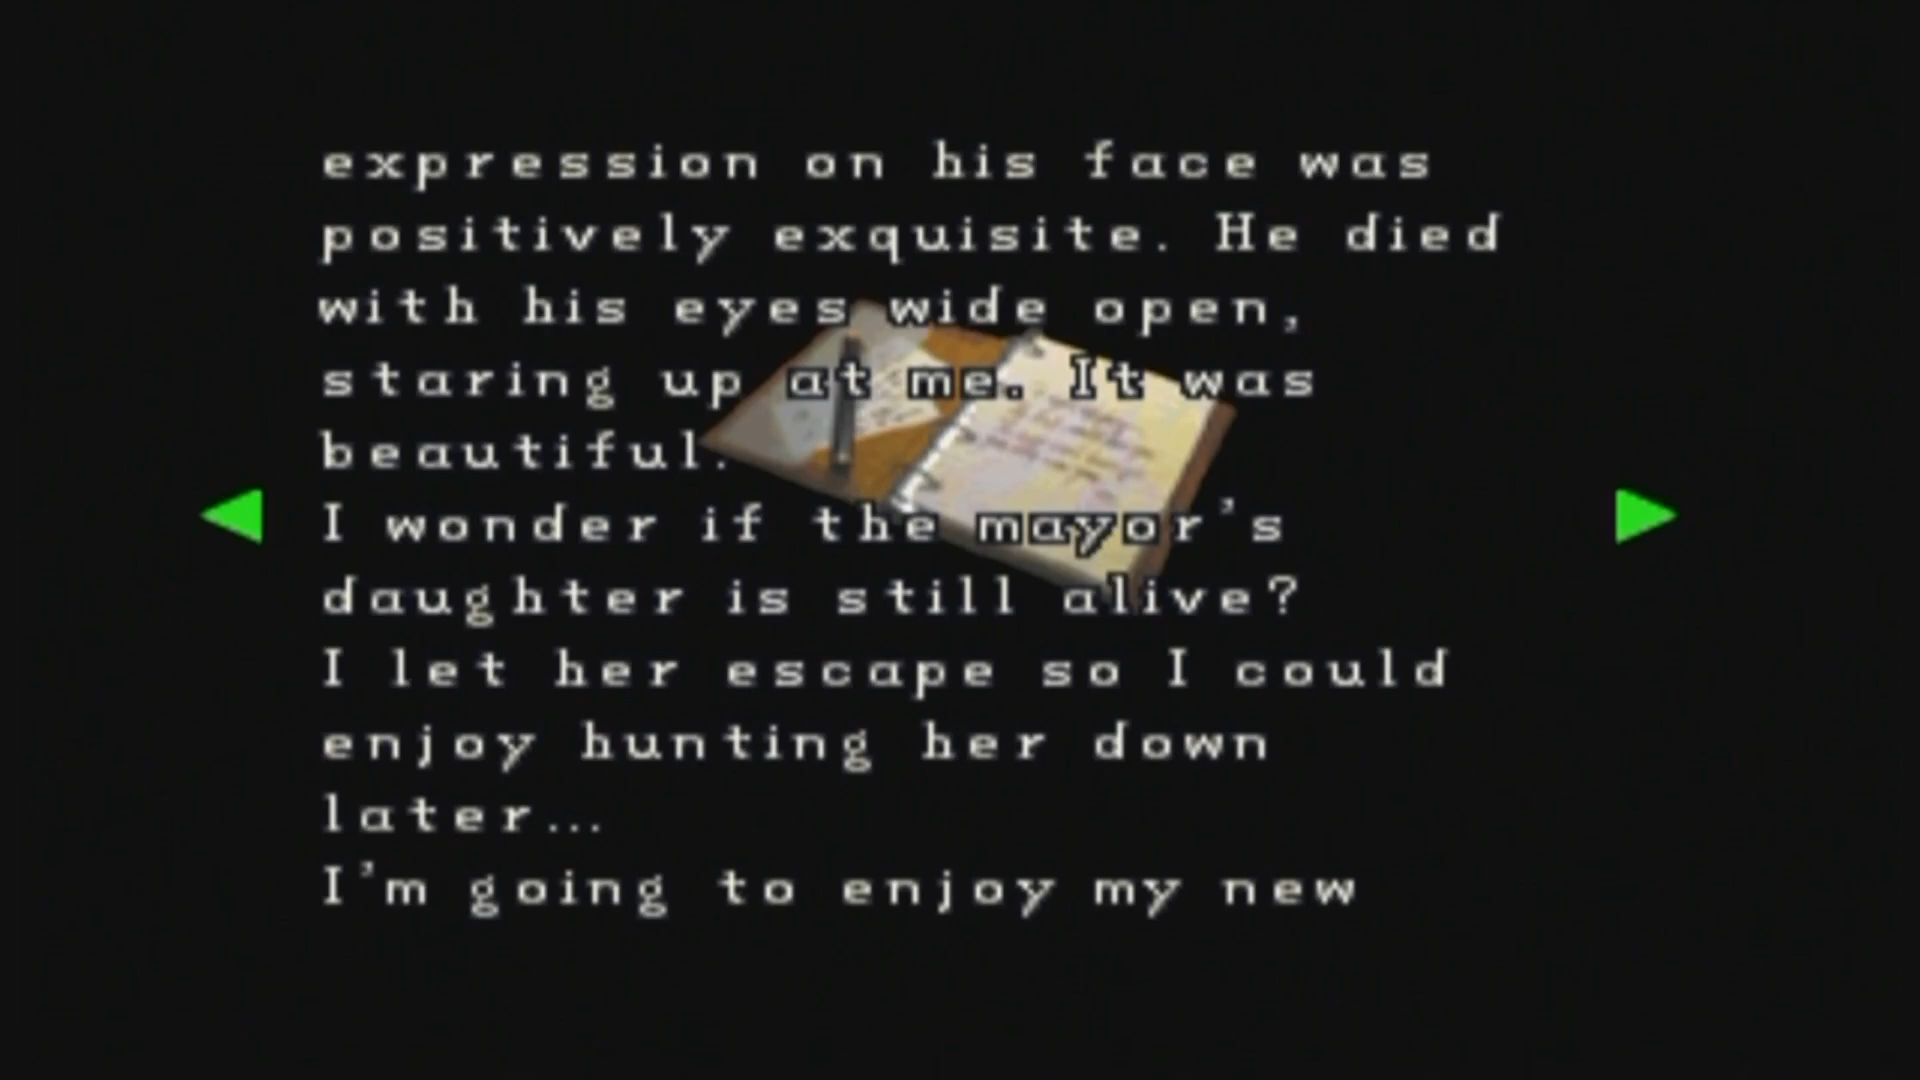 expression on his face was
positively exquisite. He died
with his eyes wide open,
staring up at me. It was
beautiful.
I wonder if the mayor's
daughter is still alive?
I let her escape so I could
enjoy hunting her down
later...
I'm going to enjoy my new